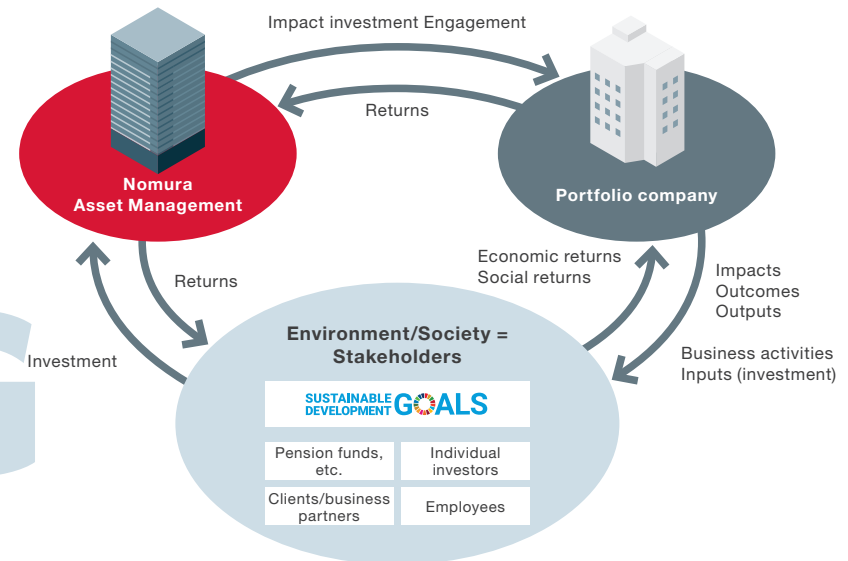 Impact investment Engagement
Returns
Nomura
Asset Management
Portfolio company
Returns
Investment
Economic returns
Social returns
Impacts
Outcomes
Outputs
Business activities
Inputs (investment)
Environment/Society =
Stakeholders
SUSTAINABLE
DEVELOPMENT GOALS
Pension funds,
etc.
Individual
investors
Clients/business
partners
Employees